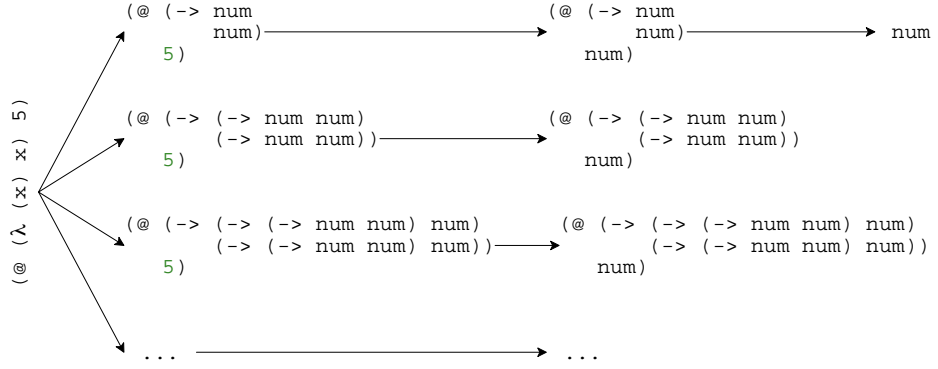 (@ (λ (x) x) 5)
(@ (-> num
num)
5)
(@ (-> num
num)
num)
num
(@ (-> (-> num num)
(-> num num))
5)
(@ (-> (-> num num)
(-> num num))
num)
(@ (-> (-> (-> num num) num)
(-> (-> num num) num))
5)
(@ (-> (-> (-> num num) num)
(-> (-> num num) num))
num)
...
...